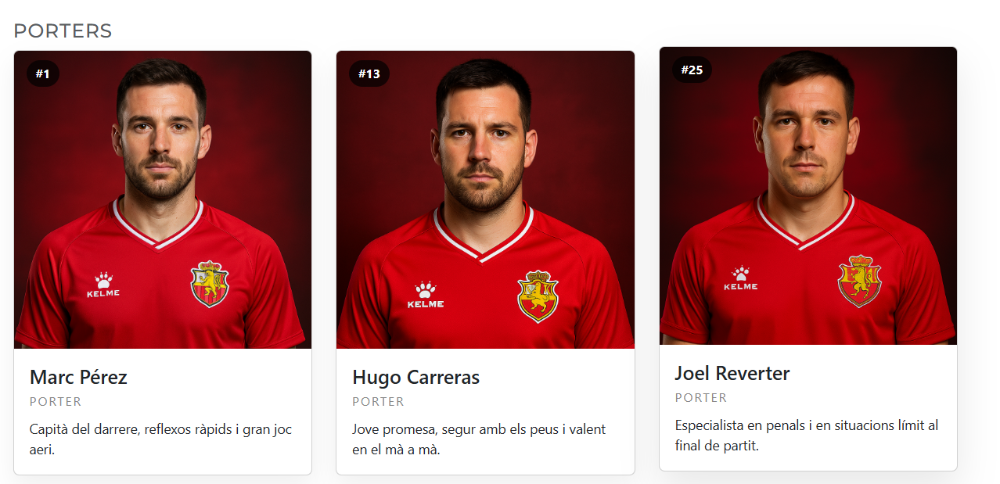 PORTERS
#1
KELME
Marc Pérez
PORTER
Capità del darrere, reflexos ràpids i gran joc
aeri.
#13
KELME
Hugo Carreras
PORTER
Jove promesa, segur amb els peus i valent
en el mà a mà.
#25
KELME
Joel Reverter
PORTER
Especialista en penals i en situacions límit al
final de partit.